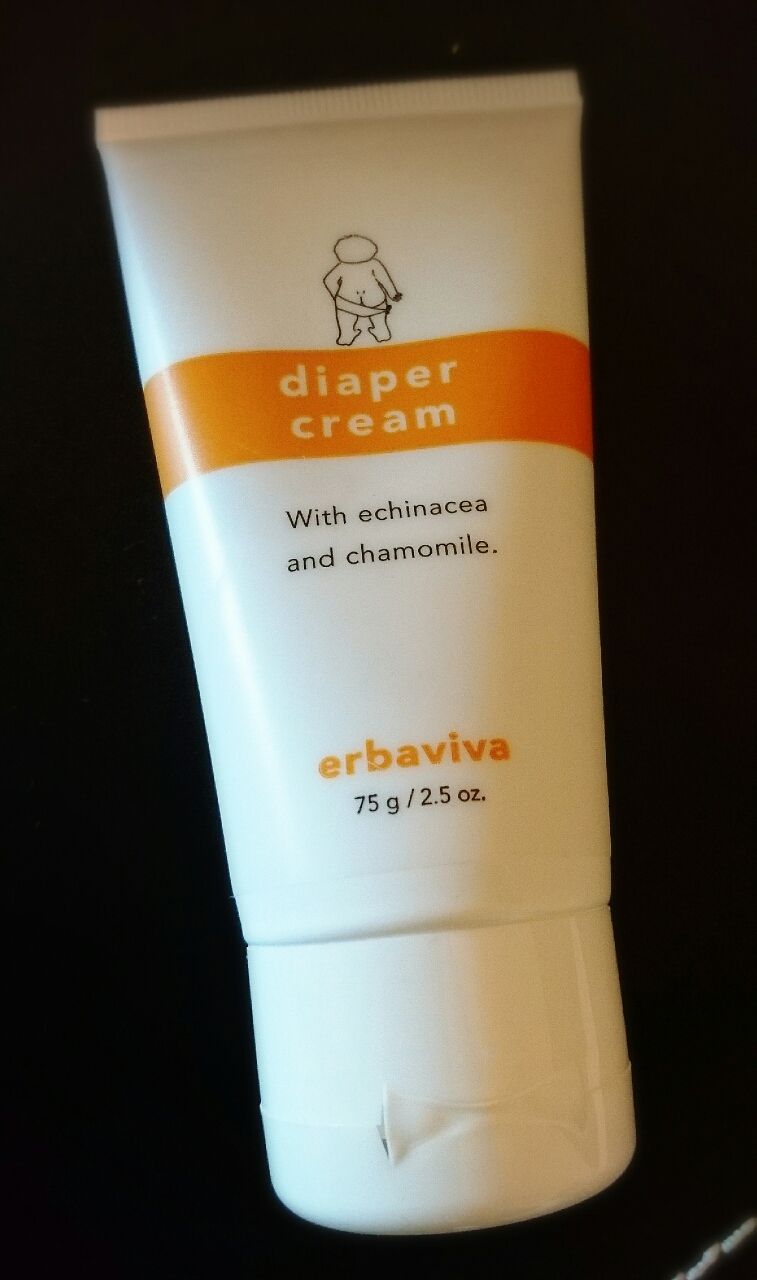 diaper
cream
With echinacea
and chamomile.
erbaviva
75 g / 2.5 oz.